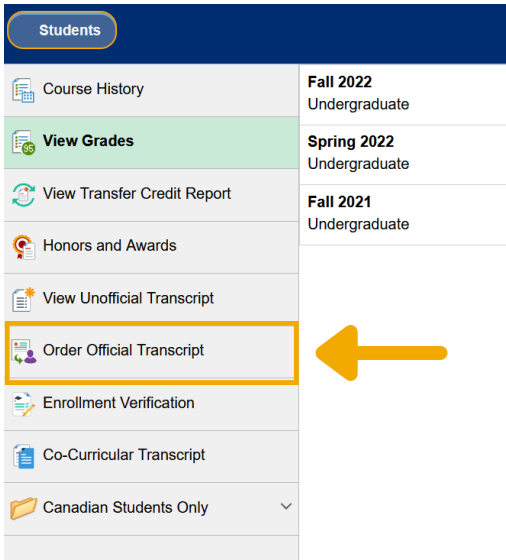 Students
Course History
View Grades
95
View Transfer Credit Report
Honors and Awards
View Unofficial Transcript
Order Official Transcript
Enrollment Verification
Co-Curricular Transcript
Canadian Students Only
Fall 2022
Undergraduate
Spring 2022
Undergraduate
Fall 2021
Undergraduate